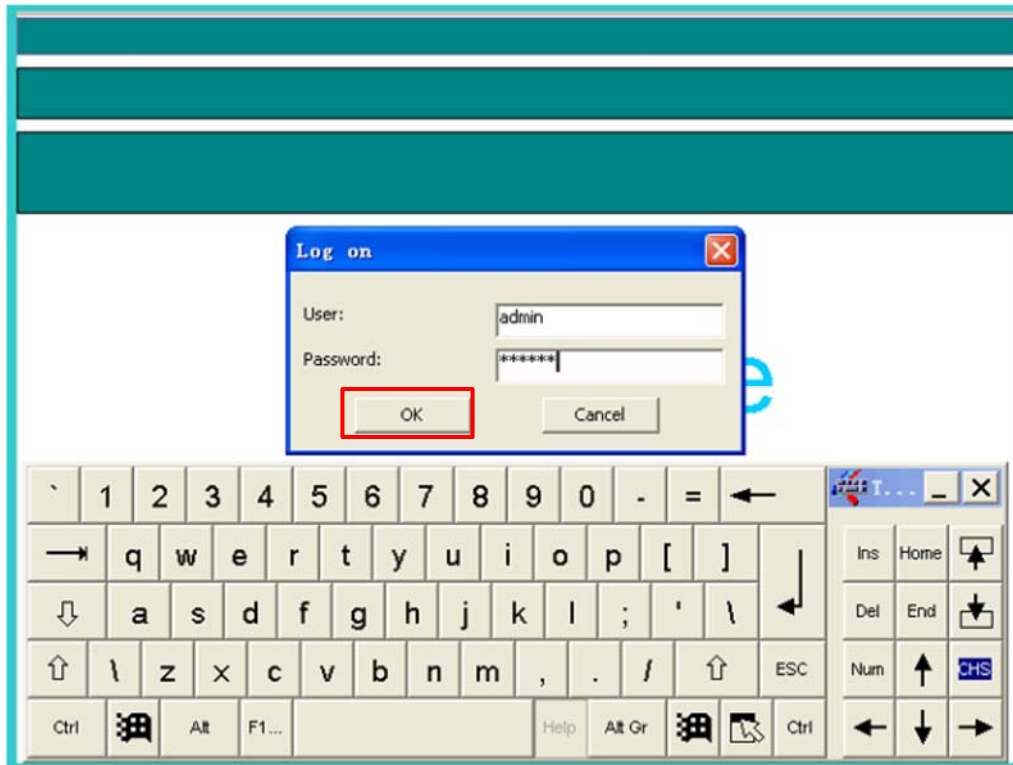 Log on
User: admin
Password: ******
e
OK Cancel
` 1 2 3 4 5 6 7 8 9 0 - =
T...
q w e r t y u i o p [ ] Ins Home
a s d f g h j k l ; ' \ Del End
\ z x c v b n m , . / ESC Num CHS
Ctrl Alt F1... Help Alt Gr Ctrl